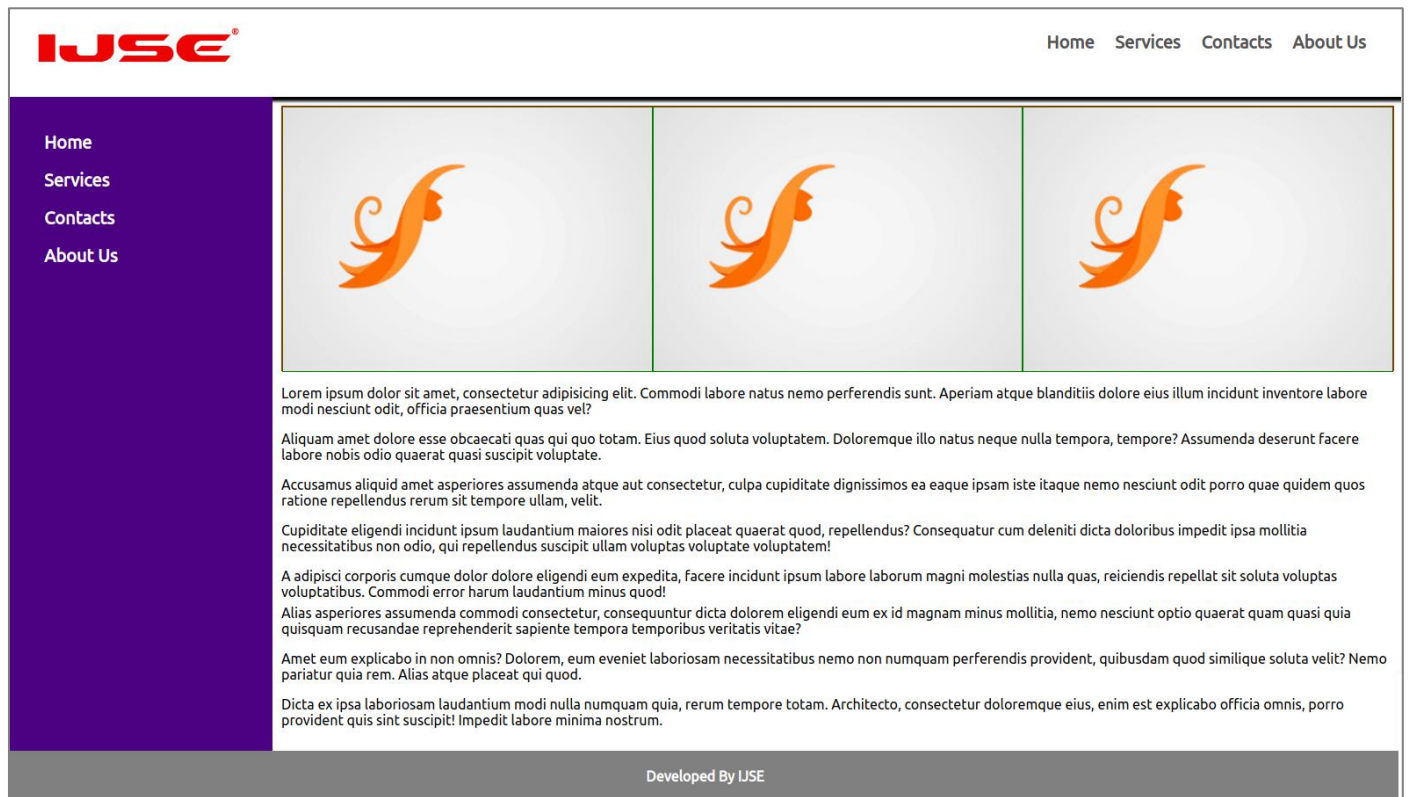 IJSE®
Home Services Contacts About Us
Home
Services
Contacts
About Us
Lorem ipsum dolor sit amet, consectetur adipisicing elit. Commodi labore natus nemo perferendis sunt. Aperiam atque blanditiis dolore eius illum incidunt inventore labore
modi nesciunt odit, officia praesentium quas vel?
Aliquam amet dolore esse obcaecati quas qui quo totam. Eius quod soluta voluptatem. Doloremque illo natus neque nulla tempora, tempore? Assumenda deserunt facere
labore nobis odio quaerat quasi suscipit voluptate.
Accusamus aliquid amet asperiores assumenda atque aut consectetur, culpa cupiditate dignissimos ea eaque ipsam iste itaque nemo nesciunt odit porro quae quidem quos
ratione repellendus rerum sit tempore ullam, velit.
Cupiditate eligendi incidunt ipsum laudantium maiores nisi odit placeat quaerat quod, repellendus? Consequatur cum deleniti dicta doloribus impedit ipsa mollitia
necessitatibus non odio, qui repellendus suscipit ullam voluptas voluptate voluptatem!
A adipisci corporis cumque dolor dolore eligendi eum expedita, facere incidunt ipsum labore laborum magni molestias nulla quas, reiciendis repellat sit soluta voluptas
voluptatibus. Commodi error harum laudantium minus quod!
Alias asperiores assumenda commodi consectetur, consequuntur dicta dolorem eligendi eum ex id magnam minus mollitia, nemo nesciunt optio quaerat quam quasi quia
quisquam recusandae reprehenderit sapiente tempora temporibus veritatis vitae?
Amet eum explicabo in non omnis? Dolorem, eum eveniet laboriosam necessitatibus nemo non numquam perferendis provident, quibusdam quod similique soluta velit? Nemo
pariatur quia rem. Alias atque placeat qui quod.
Dicta ex ipsa laboriosam laudantium modi nulla numquam quia, rerum tempore totam. Architecto, consectetur doloremque eius, enim est explicabo officia omnis, porro
provident quis sint suscipit! Impedit labore minima nostrum.
Developed By IJSE